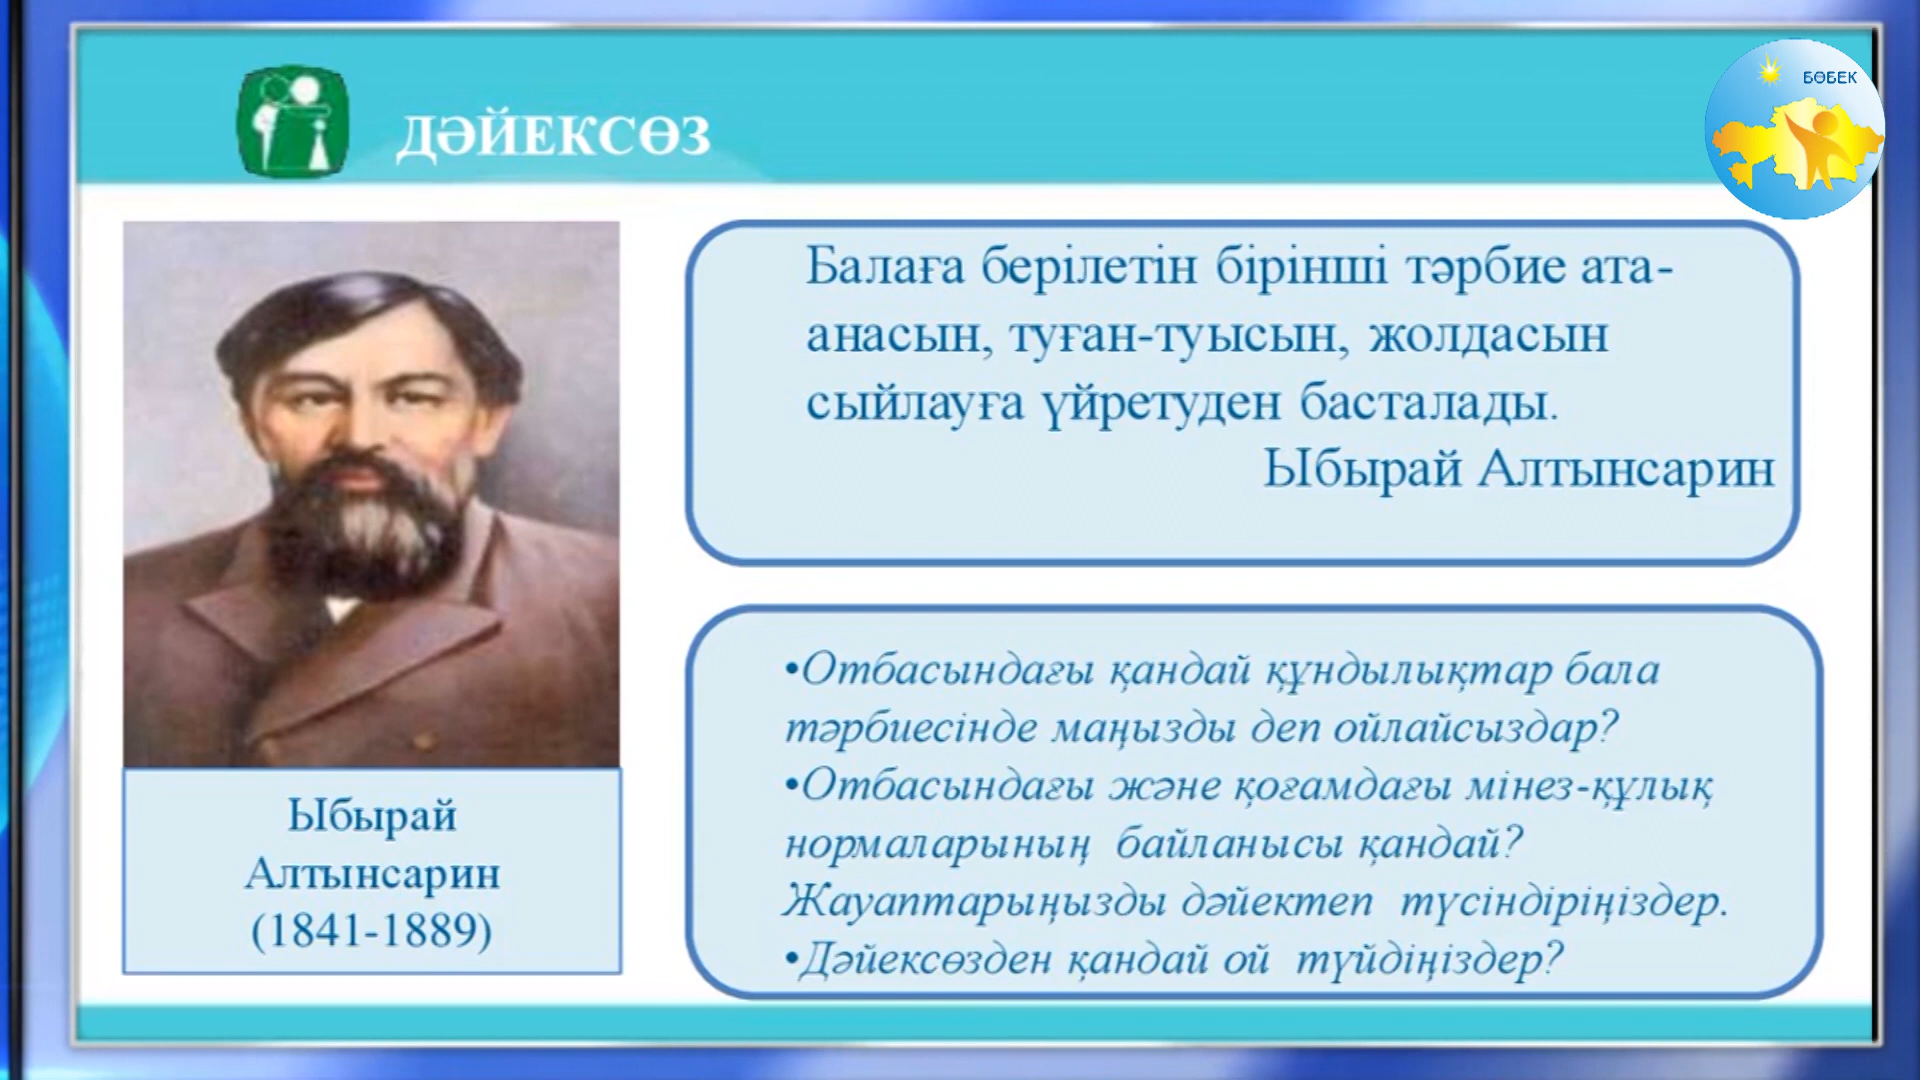 БӨБЕК
ДӘЙЕКСӨЗ
Балаға берілетін бірінші тәрбие ата-
анасын, туған-туысын, жолдасын
сыйлауға үйретуден басталады.
Ыбырай Алтынсарин
Ыбырай
Алтынсарин
(1841-1889)
•Отбасындағы қандай құндылықтар бала
тәрбиесінде маңызды деп ойлайсыздар?
•Отбасындағы және қоғамдағы мінез-құлық
нормаларының байланысы қандай?
Жауаптарыңызды дәйектеп түсіндіріңіздер.
•Дәйексөзден қандай ой түйдіңіздер?